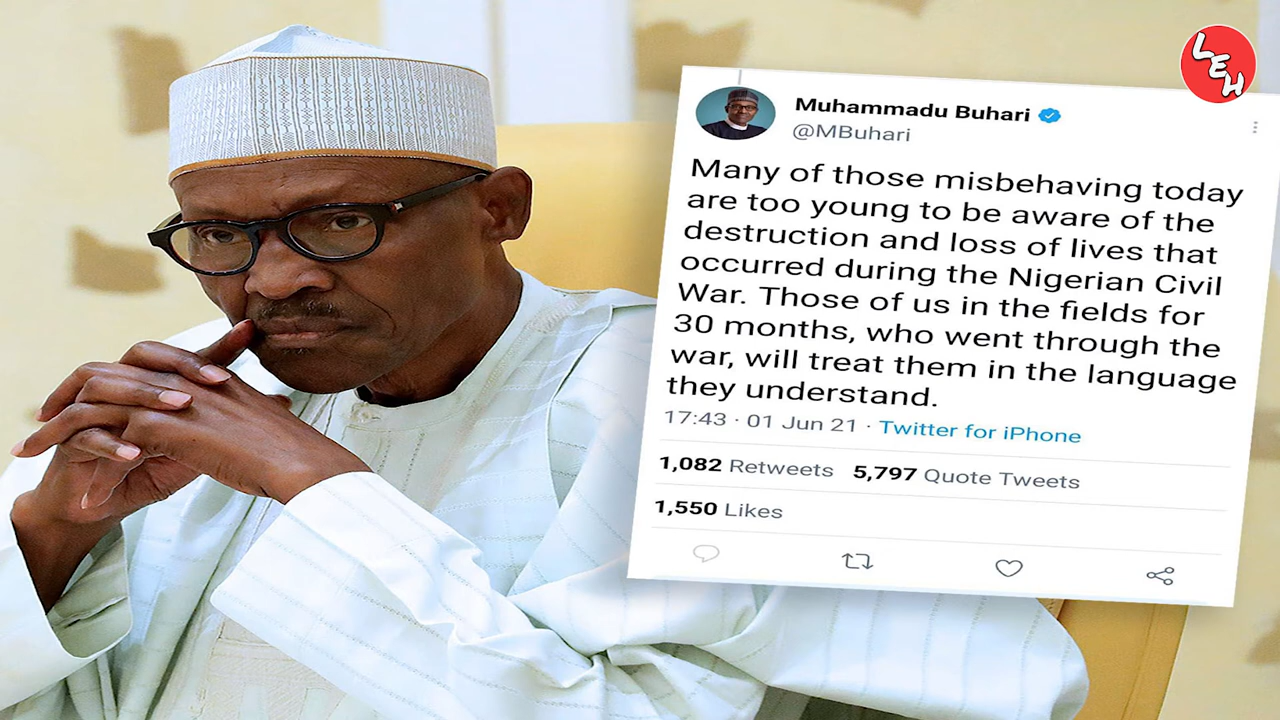 LEH
Muhammadu Buhari
@MBuhari
Many of those misbehaving today
are too young to be aware of the
destruction and loss of lives that
occurred during the Nigerian Civil
War. Those of us in the fields for
30 months, who went through the
war, will treat them in the language
they understand.
17:43 · 01 Jun 21 · Twitter for iPhone
1,082 Retweets 5,797 Quote Tweets
1,550 Likes